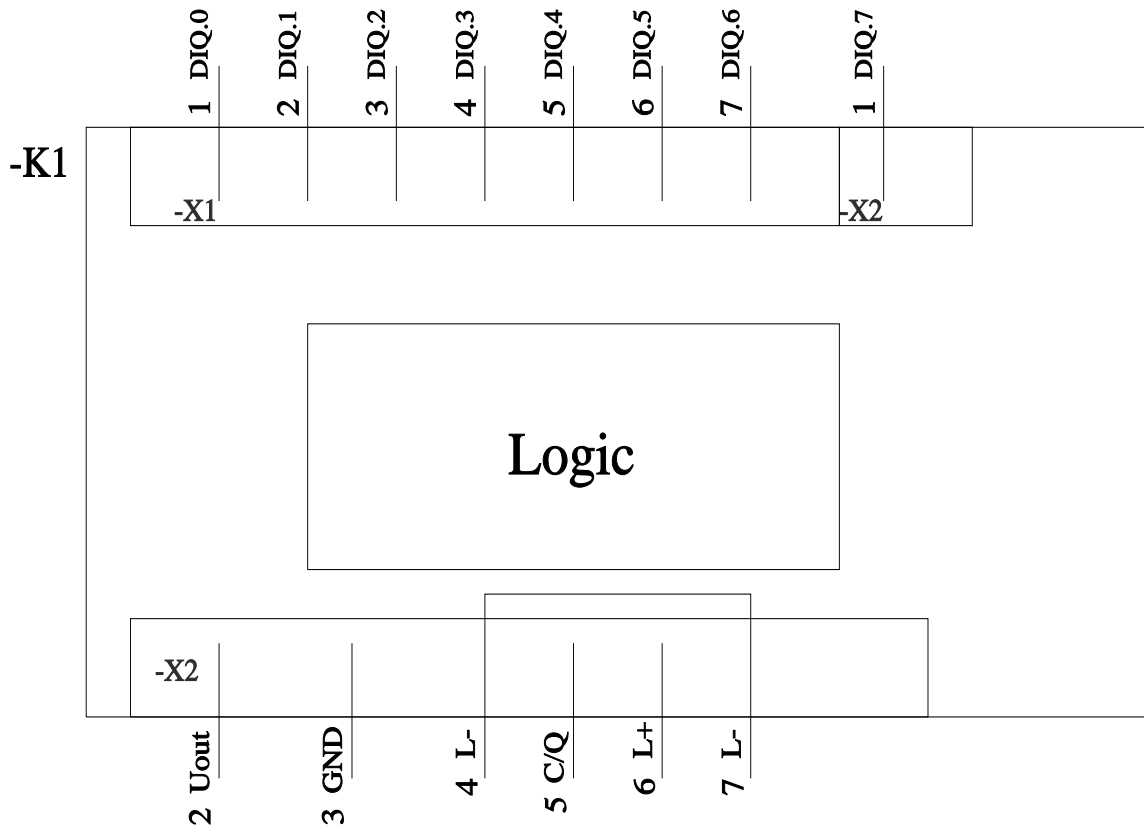 1 DIQ.0
2 DIQ.1
3 DIQ.2
4 DIQ.3
5 DIQ.4
6 DIQ.5
7 DIQ.6
1 DIQ.7
-K1
-X1
-X2
Logic
-X2
2 Uout
3 GND
4 L-
5 C/Q
6 L+
7 L-